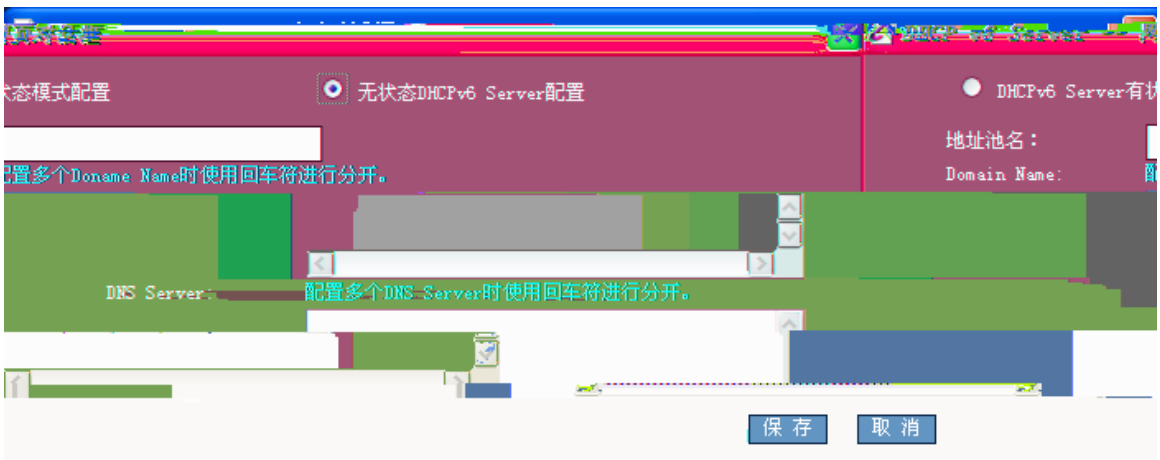 态模式配置 无状态DHCPv6 Server配置 DHCPv6 Server有状
地址池名：
配置多个Doname Name时使用回车符进行分开。 Domain Name: 配
DNS Server: 配置多个DNS Server时使用回车符进行分开。
保存 取消